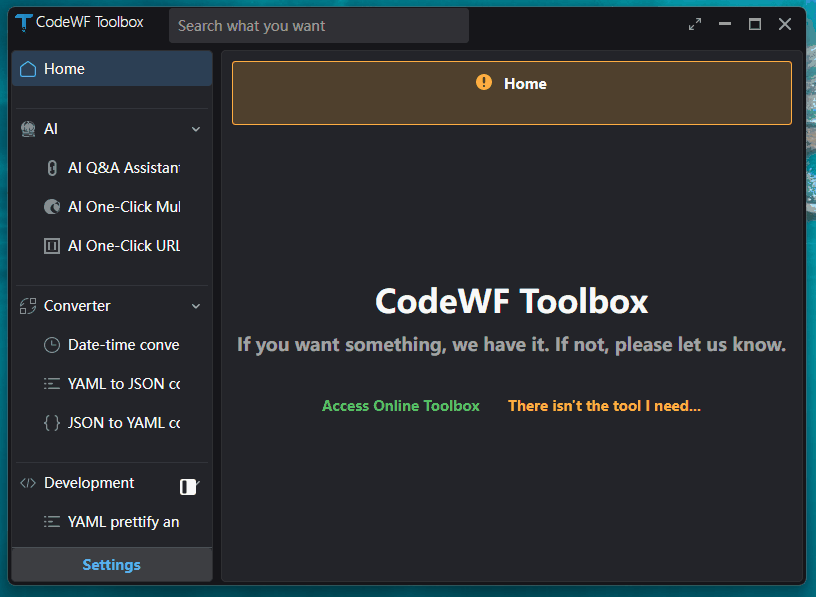 CodeWF Toolbox
Search what you want
Home
AI
AI Q&A Assistan
AI One-Click Mul
AI One-Click URL
Converter
Date-time conve
YAML to JSON co
JSON to YAML co
Development
YAML prettify an
Settings
Home
CodeWF Toolbox
If you want something, we have it. If not, please let us know.
Access Online Toolbox
There isn't the tool I need...